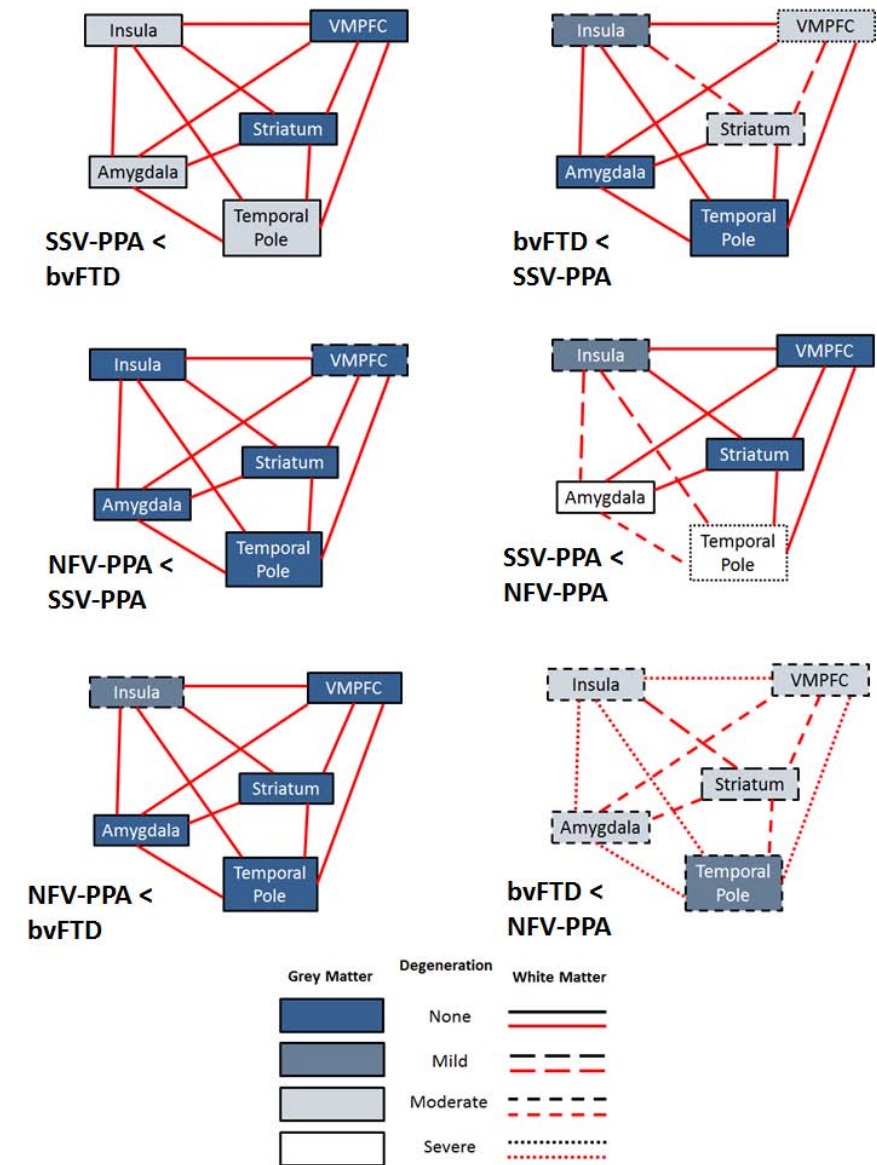 Insula
VMPFC
Striatum
Amygdala
Temporal
Pole
SSV-PPA <
bvFTD
Insula
VMPFC
Striatum
Amygdala
Temporal
Pole
bvFTD <
SSV-PPA
Insula
VMPFC
Striatum
Amygdala
Temporal
Pole
NFV-PPA <
SSV-PPA
Insula
VMPFC
Striatum
Amygdala
Temporal
Pole
SSV-PPA <
NFV-PPA
Insula
VMPFC
Striatum
Amygdala
Temporal
Pole
NFV-PPA <
bvFTD
Insula
VMPFC
Striatum
Amygdala
Temporal
Pole
bvFTD <
NFV-PPA
Grey Matter Degeneration White Matter
None
Mild
Moderate
Severe